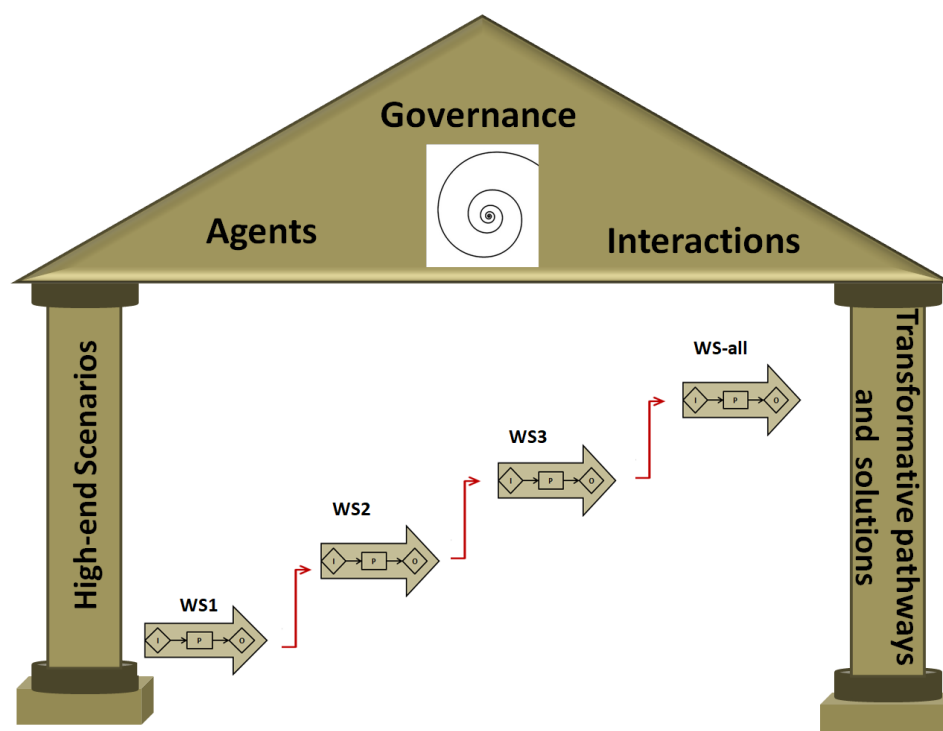 Governance
Agents
Interactions
High-end Scenarios
Transformative pathways
and solutions
WS-all
I P O
WS3
I P O
WS2
I P O
WS1
I P O